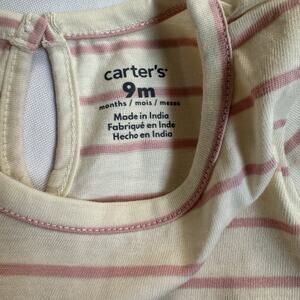 carter's
9m
months / mois / meses
Made in India
Fabriqué en Inde
Hecho en India